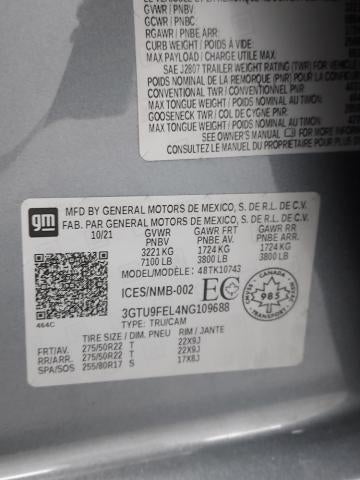 GVWR /
PNBV
GCWR / PNBC:
RGAWR / PNBE ARR:
CURB WEIGHT / POIDS À VIDE:
MAX PAYLOAD / CHARGE UTILE MAX
SAE J2807 TRAILER WEIGHT RATING (TWR) FOR VEHICLE
POIDS NOMINAL DE LA REMORQUE (PNR) POUR
CONVENTIONAL TWR / CONVENTIONNEL PNR:
MAX TONGUE WEIGHT / POIDS AU TIMON MAX:
GOOSENECK TWR / COL DE CYGNE PNR:
MAX TONGUE WEIGHT / POIDS AU TIMON MAX:
SEE OWNER'S MANUAL FOR MORE
CONSULTEZ LE MANUEL DU PROPRIÉTAIRE POUR PLUS
gm
MFD BY GENERAL MOTORS DE MEXICO, S. DE R.L. DE C.V.
FAB. PAR GENERAL MOTORS DE MEXICO, S. DE R.L. DE C.V.
10/21 GVWR GAWR FRT GAWR RR
PNBV PNBE AV. PNBE ARR.
3221 KG 1724 KG 1724 KG
7100 LB 3800 LB 3800 LB
MODEL/MODÈLE: 4BTK10743
ICES/NMB-002 EC
CANADA 985
464C
3GTU9FEL4NG109688
TYPE: TRU/CAM
TIRE SIZE / DIM. PNEU RIM / JANTE
FRT/AV. 275/50R22 T 22X9J
RR/ARR. 275/50R22 T 22X9J
SPA/SOS 255/80R17 S 17X8J